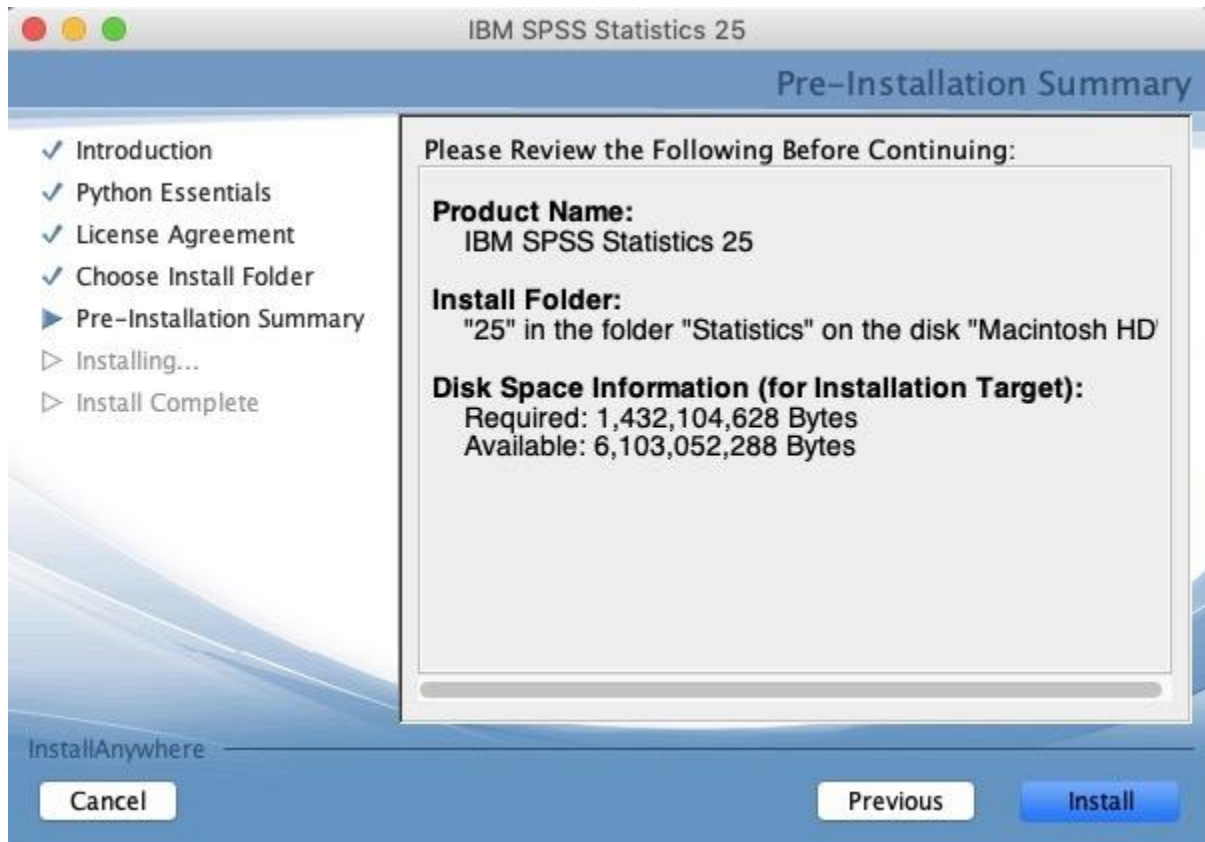 IBM SPSS Statistics 25
Pre-Installation Summary
Introduction
Python Essentials
License Agreement
Choose Install Folder
Pre-Installation Summary
Installing...
Install Complete
Please Review the Following Before Continuing:
Product Name:
IBM SPSS Statistics 25
Install Folder:
"25" in the folder "Statistics" on the disk "Macintosh HD"
Disk Space Information (for Installation Target):
Required: 1,432,104,628 Bytes
Available: 6,103,052,288 Bytes
InstallAnywhere
Cancel
Previous
Install